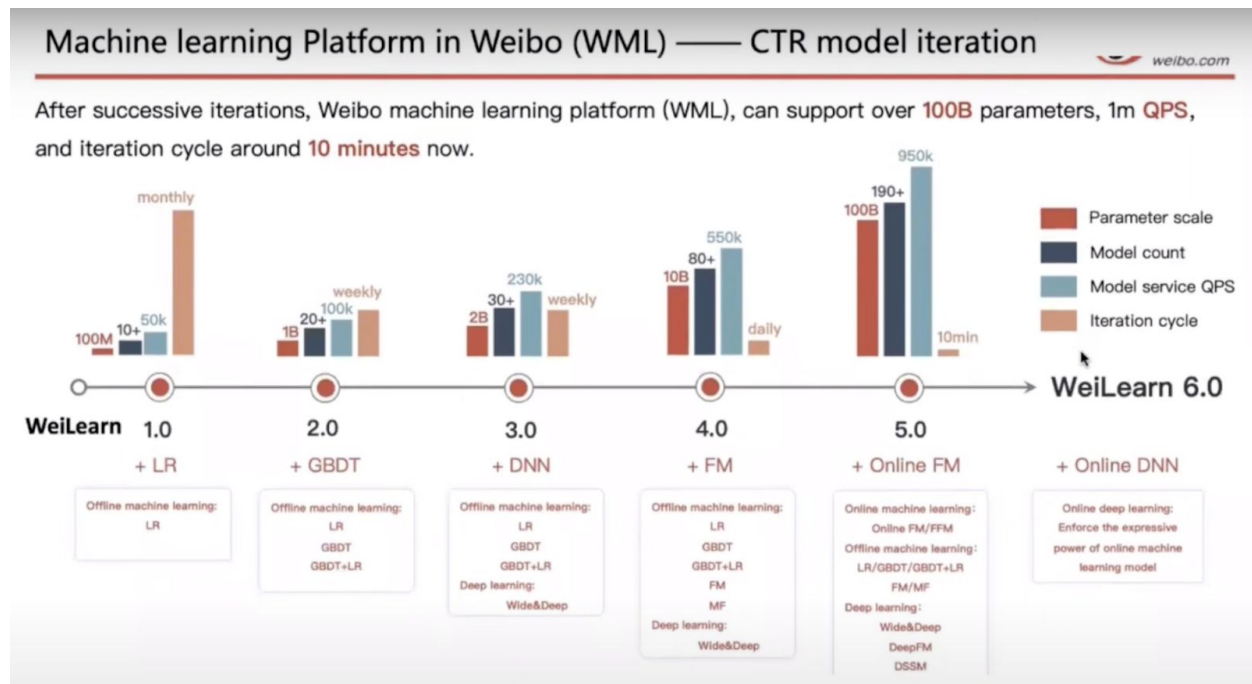 Machine learning Platform in Weibo (WML) —— CTR model iteration
weibo.com
After successive iterations, Weibo machine learning platform (WML), can support over 100B parameters, 1m QPS,
and iteration cycle around 10 minutes now.
100M
10+
50k
monthly
1B
20+
100k
weekly
2B
30+
230k
weekly
10B
80+
550k
daily
100B
190+
950k
10min
Parameter scale
Model count
Model service QPS
Iteration cycle
WeiLearn 1.0 2.0 3.0 4.0 5.0 WeiLearn 6.0
+ LR
Offline machine learning:
LR
+ GBDT
Offline machine learning:
LR
GBDT
GBDT+LR
+ DNN
Offline machine learning:
LR
GBDT
GBDT+LR
Deep learning:
Wide&Deep
+ FM
Offline machine learning:
LR
GBDT
GBDT+LR
FM
MF
Deep learning:
Wide&Deep
+ Online FM
Online machine learning:
Online FM/FFM
Offline machine learning:
LR/GBDT/GBDT+LR
FM/MF
Deep learning:
Wide&Deep
DeepFM
DSSM
+ Online DNN
Online deep learning:
Enforce the expressive
power of online machine
learning model